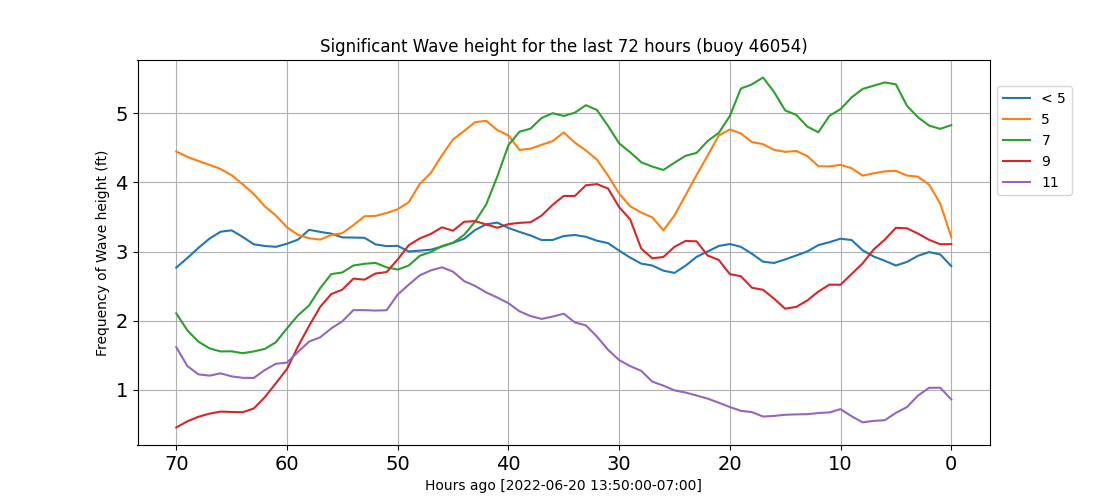 Significant Wave height for the last 72 hours (buoy 46054)
Frequency of Wave height (ft)
5
4
3
2
1
70 60 50 40 30 20 10 0
Hours ago [2022-06-20 13:50:00-07:00]
< 5
5
7
9
11